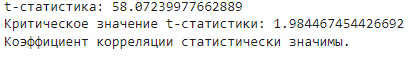 t-статистика: 58.07239977662889
Критическое значение t-статистики: 1.984467454426692
Коэффициент корреляции статистически значимы.